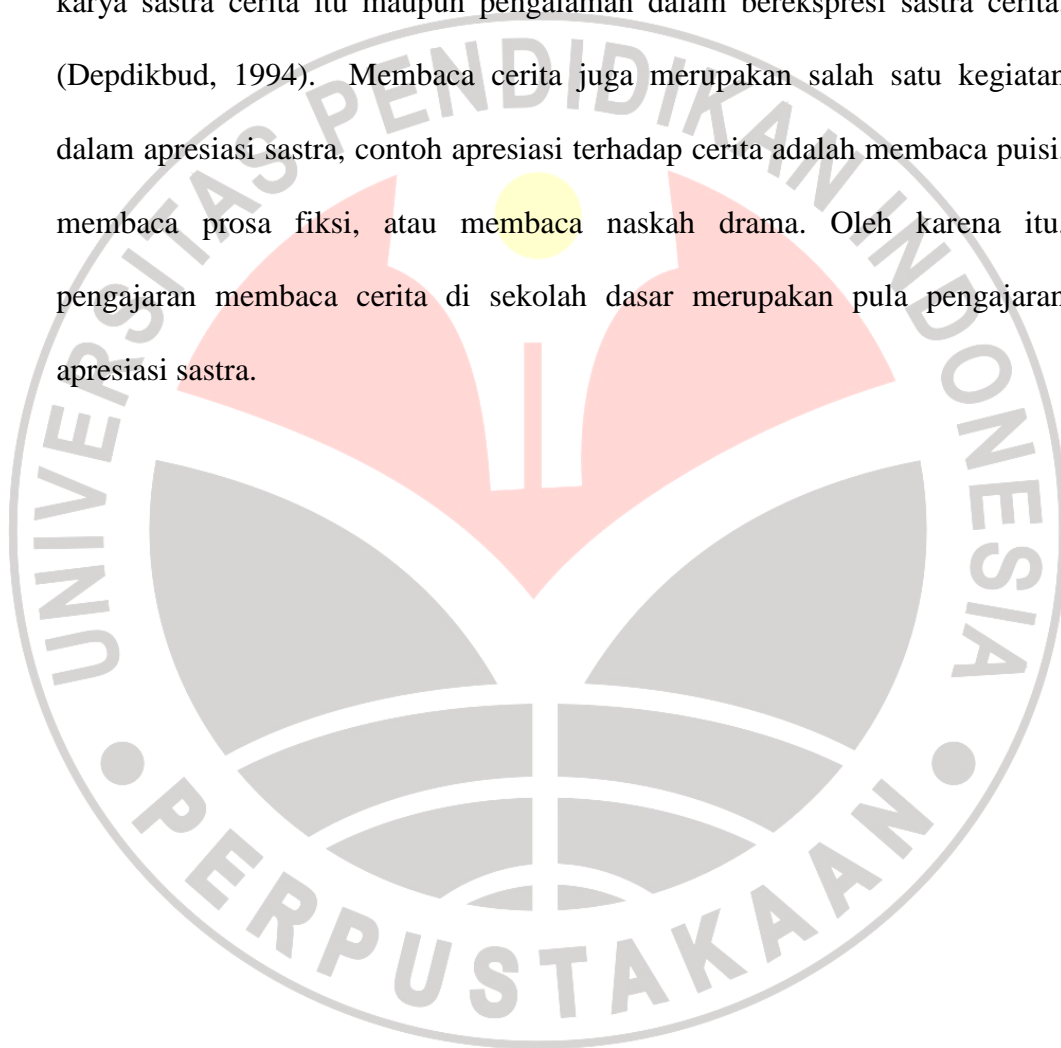 karya sastra cerita itu maupun pengalaman dalam berekspresi sastra cerita
(Depdikbud, 1994). Membaca cerita juga merupakan salah satu kegiatan
dalam apresiasi sastra, contoh apresiasi terhadap cerita adalah membaca puisi,
membaca prosa fiksi, atau membaca naskah drama. Oleh karena itu,
pengajaran membaca cerita di sekolah dasar merupakan pula pengajaran
apresiasi sastra.
UNIVERSITAS PENDIDIKAN INDONESIA
PERPUSTAKAAN